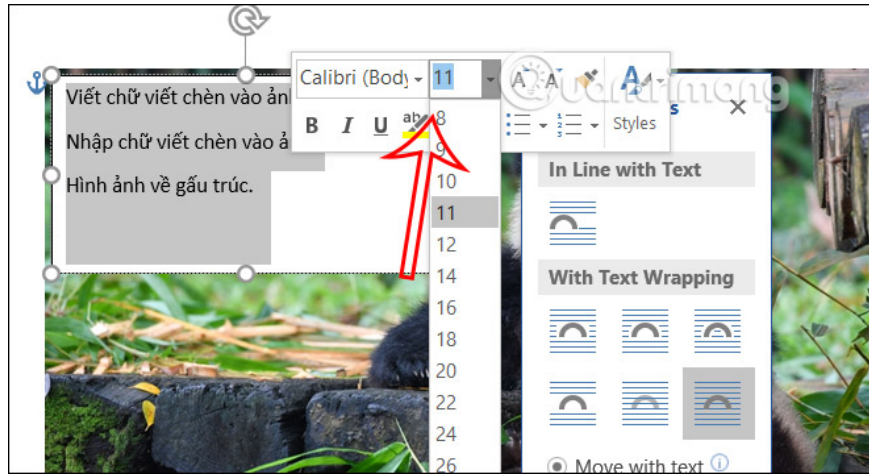 Calibri (Body
11
A A A
Quantrimang
s
Viết chữ viết chèn vào ản
B I U ab
Styles
Nhập chữ viết chèn vào ả
Hình ảnh về gấu trúc.
8
9
10
11
12
14
16
18
20
22
24
26
In Line with Text
With Text Wrapping
Move with text